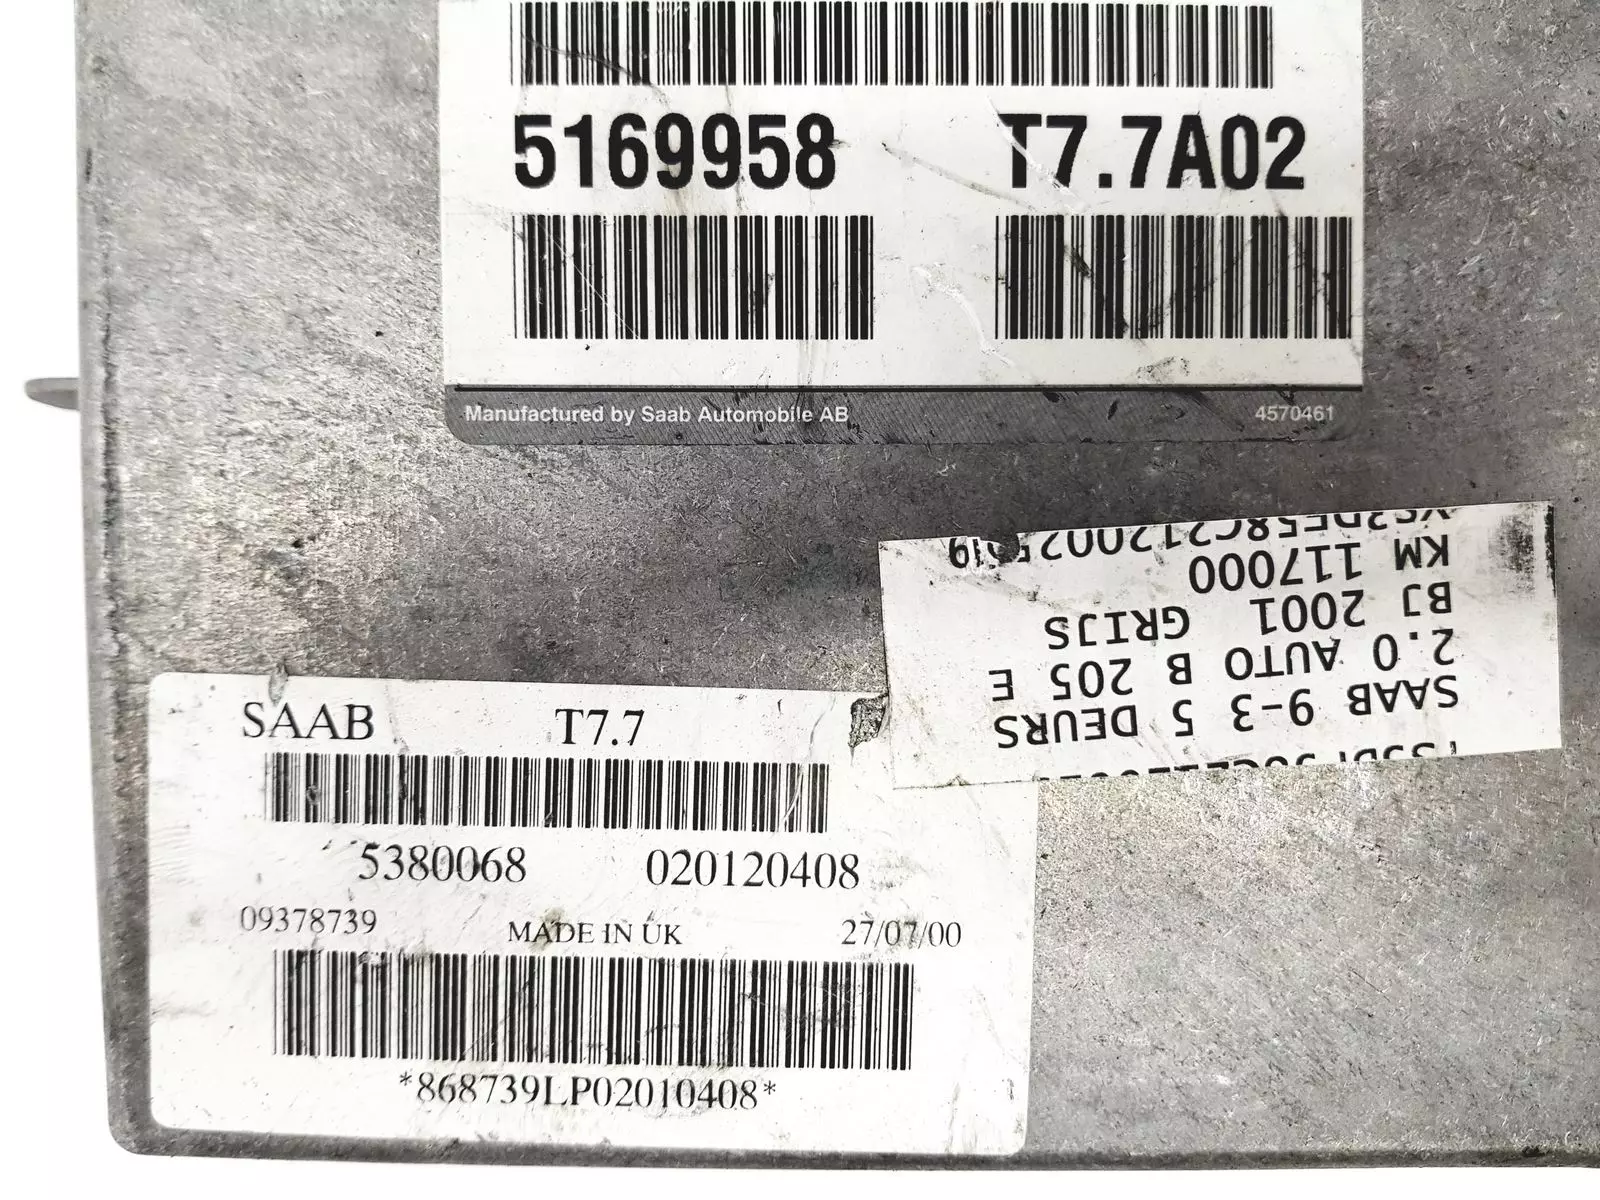 5169958 T7.7A02
Manufactured by Saab Automobile AB 4570461
SAAB 9-3 5 DEURS
2.0 AUTO B 205 E
BJ 2001 GRIJS
KM 117000
SAAB T7.7
5380068 020120408
09378739 MADE IN UK 27/07/00
*868739LP02010408*